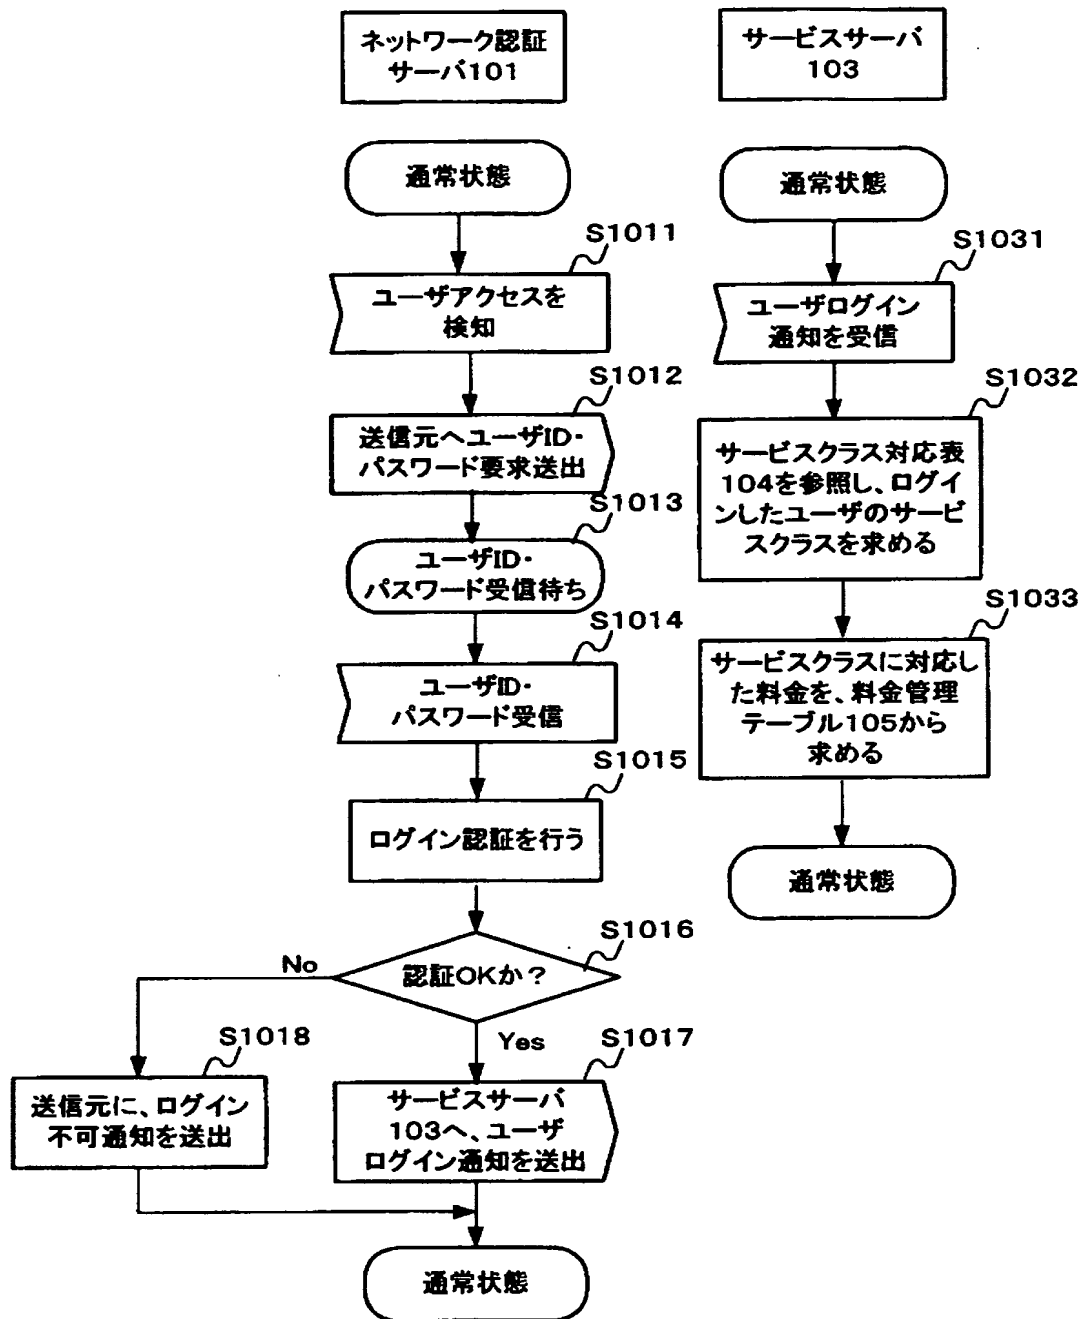 ネットワーク認証
サーバ101
通常状態
S1011
ユーザアクセスを
検知
S1012
送信元へユーザID・
パスワード要求送出
S1013
ユーザID・
パスワード受信待ち
S1014
ユーザID・
パスワード受信
S1015
ログイン認証を行う
S1016
認証OKか?
No
Yes
S1018
送信元に、ログイン
不可通知を送出
S1017
サービスサーバ
103へ、ユーザ
ログイン通知を送出
通常状態
サービスサーバ
103
通常状態
S1031
ユーザログイン
通知を受信
S1032
サービスクラス対応表
104を参照し、ログイ
ンしたユーザのサービ
スクラスを求める
S1033
サービスクラスに対応し
た料金を、料金管理
テーブル105から
求める
通常状態